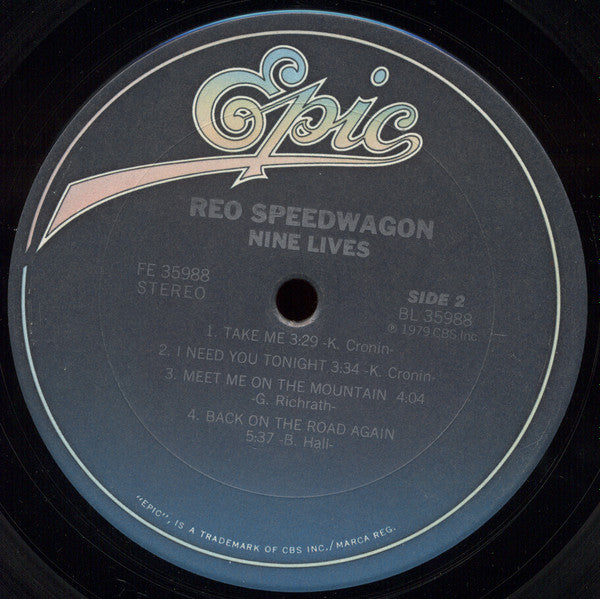 Epic
REO SPEEDWAGON
NINE LIVES
FE 35988
STEREO
SIDE 2
BL 35988
℗ 1979 CBS Inc
1. TAKE ME 3:29 -K. Cronin-
2. I NEED YOU TONIGHT 3:34 -K. Cronin-
3. MEET ME ON THE MOUNTAIN 4:04
-G. Richrath-
4. BACK ON THE ROAD AGAIN
5:37 -B. Hall-
"EPIC", IS A TRADEMARK OF CBS INC./MARCA REG.